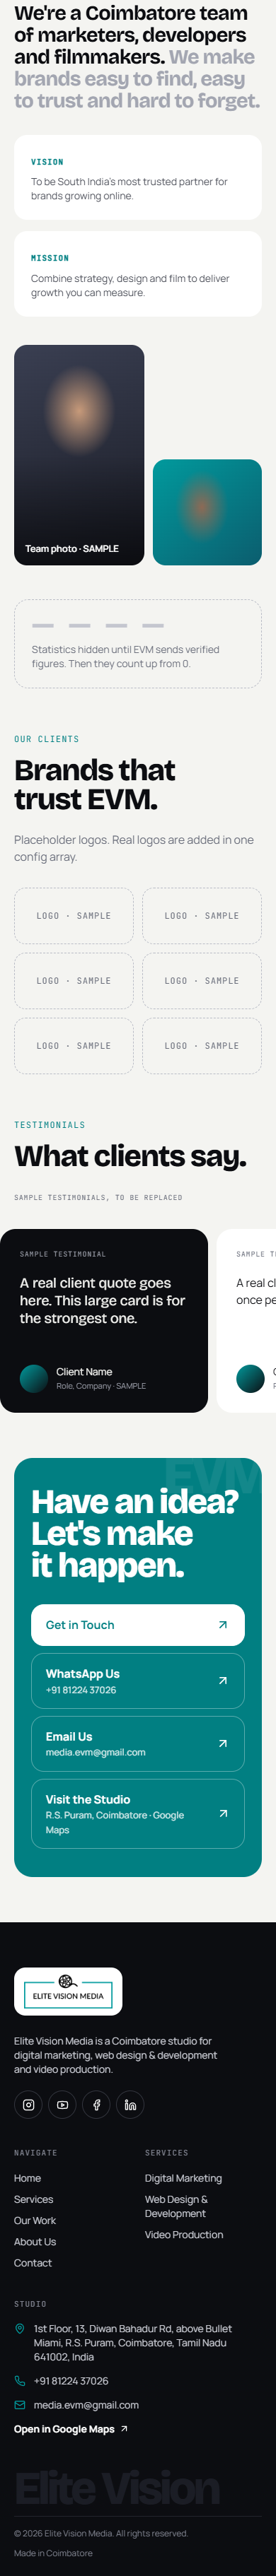 We're a Coimbatore team
of marketers, developers
and filmmakers. We make
brands easy to find, easy
to trust and hard to forget.
VISION
To be South India's most trusted partner for
brands growing online.
MISSION
Combine strategy, design and film to deliver
growth you can measure.
Team photo · SAMPLE
— — — —
Statistics hidden until EVM sends verified
figures. Then they count up from 0.
OUR CLIENTS
Brands that
trust EVM.
Placeholder logos. Real logos are added in one
config array.
LOGO · SAMPLE
LOGO · SAMPLE
LOGO · SAMPLE
LOGO · SAMPLE
LOGO · SAMPLE
LOGO · SAMPLE
TESTIMONIALS
What clients say.
SAMPLE TESTIMONIALS, TO BE REPLACED
SAMPLE TESTIMONIAL
A real client quote goes
here. This large card is for
the strongest one.
Client Name
Role, Company · SAMPLE
SAMPLE TE
A real cl
once pe
EVM
Have an idea?
Let's make
it happen.
Get in Touch
WhatsApp Us
+91 81224 37026
Email Us
media.evm@gmail.com
Visit the Studio
R.S. Puram, Coimbatore · Google
Maps
ELITE VISION MEDIA
Elite Vision Media is a Coimbatore studio for
digital marketing, web design & development
and video production.
NAVIGATE
Home
Services
Our Work
About Us
Contact
SERVICES
Digital Marketing
Web Design &
Development
Video Production
STUDIO
1st Floor, 13, Diwan Bahadur Rd, above Bullet
Miami, R.S. Puram, Coimbatore, Tamil Nadu
641002, India
+91 81224 37026
media.evm@gmail.com
Open in Google Maps
Elite Vision
© 2026 Elite Vision Media. All rights reserved.
Made in Coimbatore